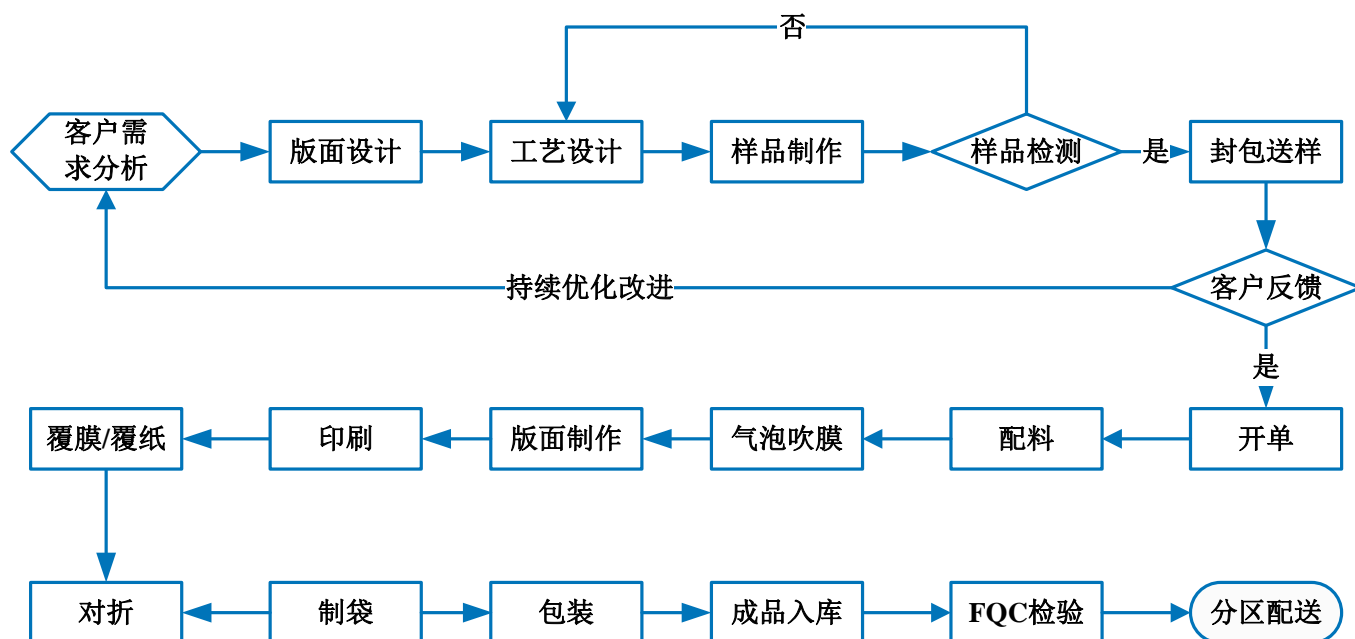 否
客户需
求分析
版面设计
工艺设计
样品制作
样品检测
是
封包送样
持续优化改进
客户反馈
是
覆膜/覆纸
印刷
版面制作
气泡吹膜
配料
开单
对折
制袋
包装
成品入库
FQC检验
分区配送